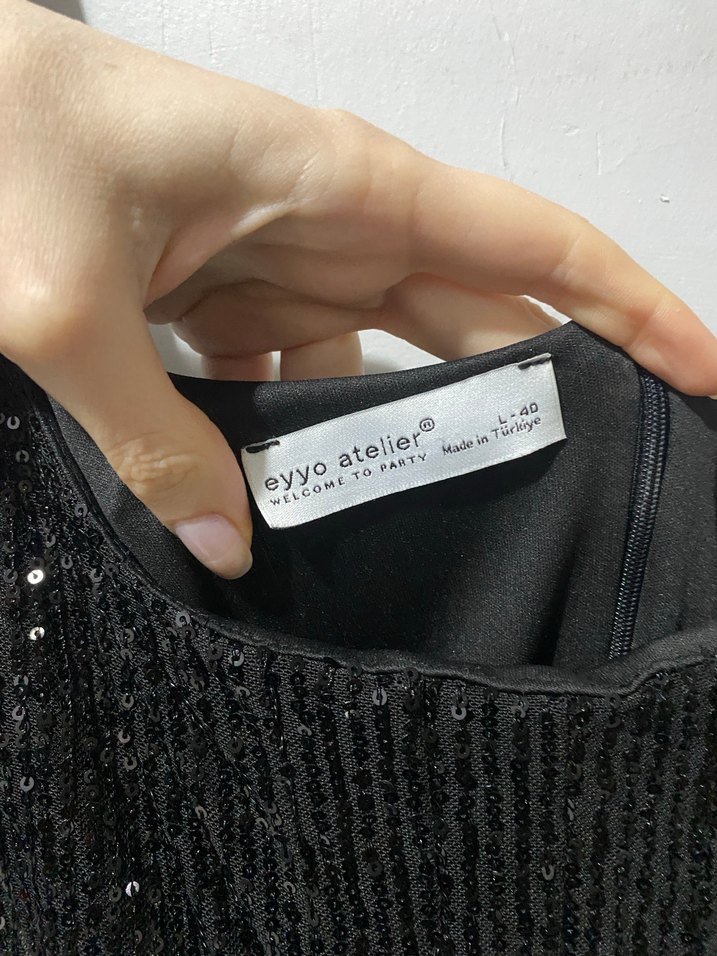 eyyo atelier®
WELCOME TO PARTY
L-40
Made in Türkiye